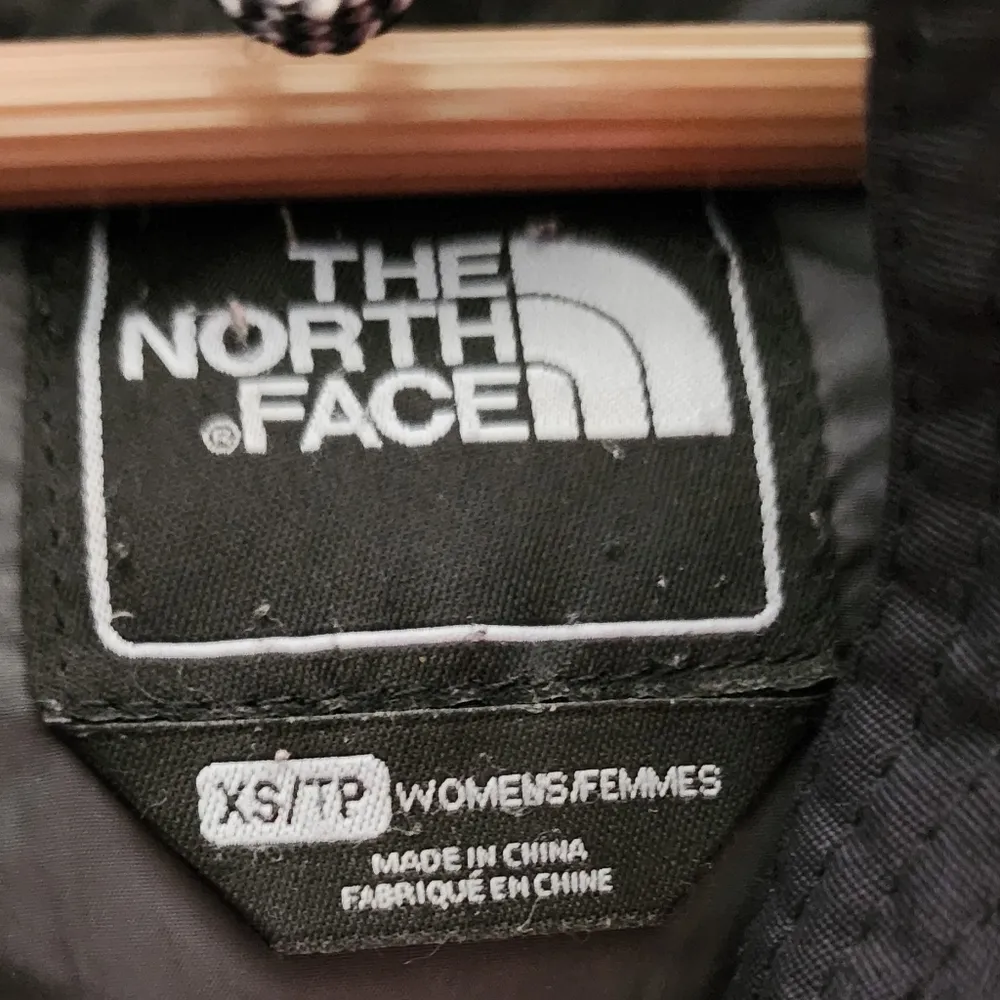 THE
NORTH
®FACE
XS/TP WOMENS/FEMMES
MADE IN CHINA
FABRIQUÉ EN CHINE